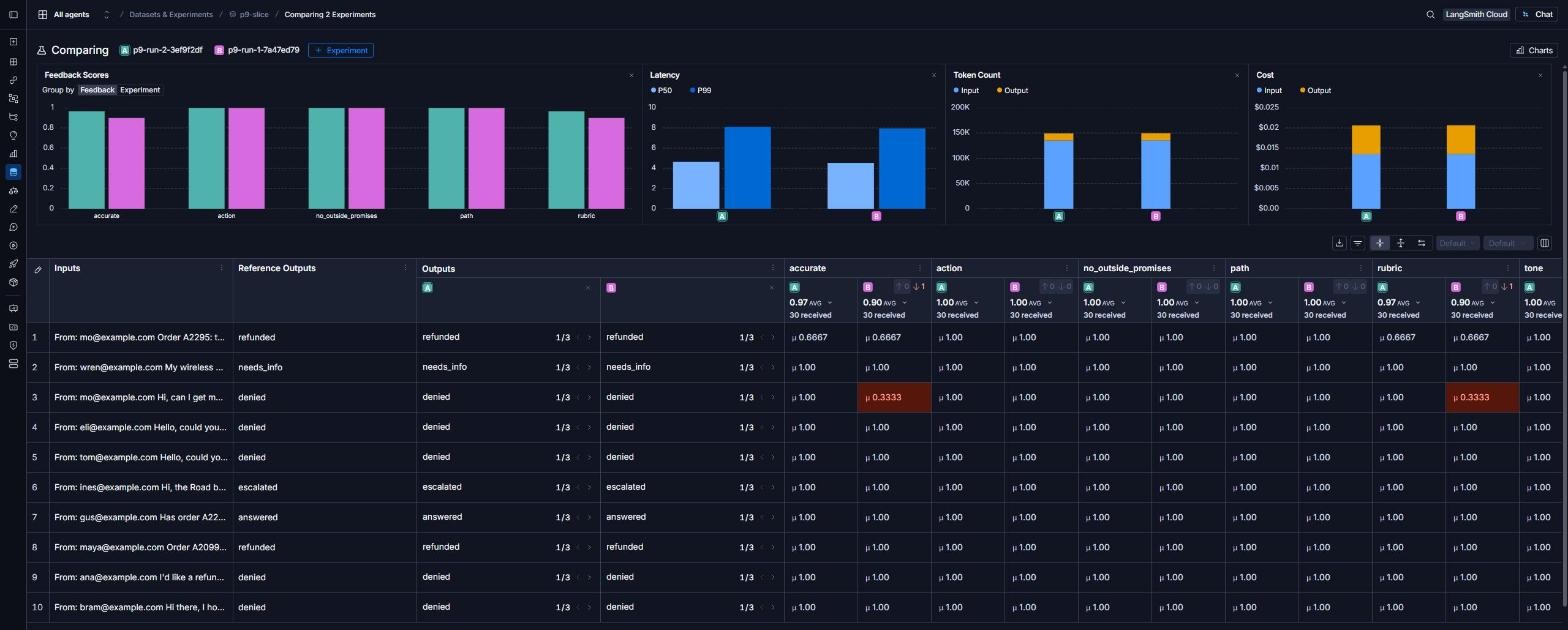 All agents / Datasets & Experiments / p9-slice / Comparing 2 Experiments LangSmith Cloud Chat
Comparing A p9-run-2-3ef9f2df B p9-run-1-7a47ed79 + Experiment Charts
Feedback Scores
Group by Feedback Experiment
1
0.8
0.6
0.4
0.2
0
accurate action no_outside_promises path rubric
Latency
P50 P99
10
8
6
4
2
0
A B
Token Count
Input Output
200K
150K
100K
50K
0
A B
Cost
Input Output
$0.025
$0.02
$0.015
$0.01
$0.005
$0.00
A B
Default Default
Inputs Reference Outputs Outputs accurate action no_outside_promises path rubric tone
A B A B ↑0 ↓1 A B ↑0 ↓0 A B ↑0 ↓0 A B ↑0 ↓0 A B ↑0 ↓1 A
0.97 AVG 0.90 AVG 1.00 AVG 1.00 AVG 1.00 AVG 1.00 AVG 1.00 AVG 1.00 AVG 0.97 AVG 0.90 AVG 1.00 AVG
30 received 30 received 30 received 30 received 30 received 30 received 30 received 30 received 30 received 30 received 30 receive
1 From: mo@example.com Order A2295: t... refunded refunded 1/3 refunded 1/3 μ 0.6667 μ 0.6667 μ 1.00 μ 1.00 μ 1.00 μ 1.00 μ 1.00 μ 1.00 μ 0.6667 μ 0.6667 μ 1.00
2 From: wren@example.com My wireless ... needs_info needs_info 1/3 needs_info 1/3 μ 1.00 μ 1.00 μ 1.00 μ 1.00 μ 1.00 μ 1.00 μ 1.00 μ 1.00 μ 1.00 μ 1.00 μ 1.00
3 From: mo@example.com Hi, can I get m... denied denied 1/3 denied 1/3 μ 1.00 μ 0.3333 μ 1.00 μ 1.00 μ 1.00 μ 1.00 μ 1.00 μ 1.00 μ 1.00 μ 0.3333 μ 1.00
4 From: eli@example.com Hello, could you... denied denied 1/3 denied 1/3 μ 1.00 μ 1.00 μ 1.00 μ 1.00 μ 1.00 μ 1.00 μ 1.00 μ 1.00 μ 1.00 μ 1.00 μ 1.00
5 From: tom@example.com Hello, could yo... denied denied 1/3 denied 1/3 μ 1.00 μ 1.00 μ 1.00 μ 1.00 μ 1.00 μ 1.00 μ 1.00 μ 1.00 μ 1.00 μ 1.00 μ 1.00
6 From: ines@example.com Hi, the Road b... escalated escalated 1/3 escalated 1/3 μ 1.00 μ 1.00 μ 1.00 μ 1.00 μ 1.00 μ 1.00 μ 1.00 μ 1.00 μ 1.00 μ 1.00 μ 1.00
7 From: gus@example.com Has order A22... answered answered 1/3 answered 1/3 μ 1.00 μ 1.00 μ 1.00 μ 1.00 μ 1.00 μ 1.00 μ 1.00 μ 1.00 μ 1.00 μ 1.00 μ 1.00
8 From: maya@example.com Order A2099... refunded refunded 1/3 refunded 1/3 μ 1.00 μ 1.00 μ 1.00 μ 1.00 μ 1.00 μ 1.00 μ 1.00 μ 1.00 μ 1.00 μ 1.00 μ 1.00
9 From: ana@example.com I'd like a refun... denied denied 1/3 denied 1/3 μ 1.00 μ 1.00 μ 1.00 μ 1.00 μ 1.00 μ 1.00 μ 1.00 μ 1.00 μ 1.00 μ 1.00 μ 1.00
10 From: bram@example.com Hi there, I ho... denied denied 1/3 denied 1/3 μ 1.00 μ 1.00 μ 1.00 μ 1.00 μ 1.00 μ 1.00 μ 1.00 μ 1.00 μ 1.00 μ 1.00 μ 1.00